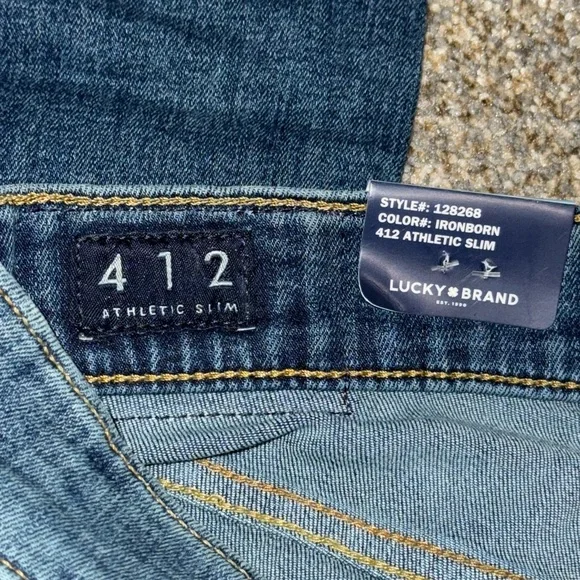 412
ATHLETIC SLIM
STYLE#: 128268
COLOR#: IRONBORN
412 ATHLETIC SLIM
LUCKY BRAND
EST. 1990